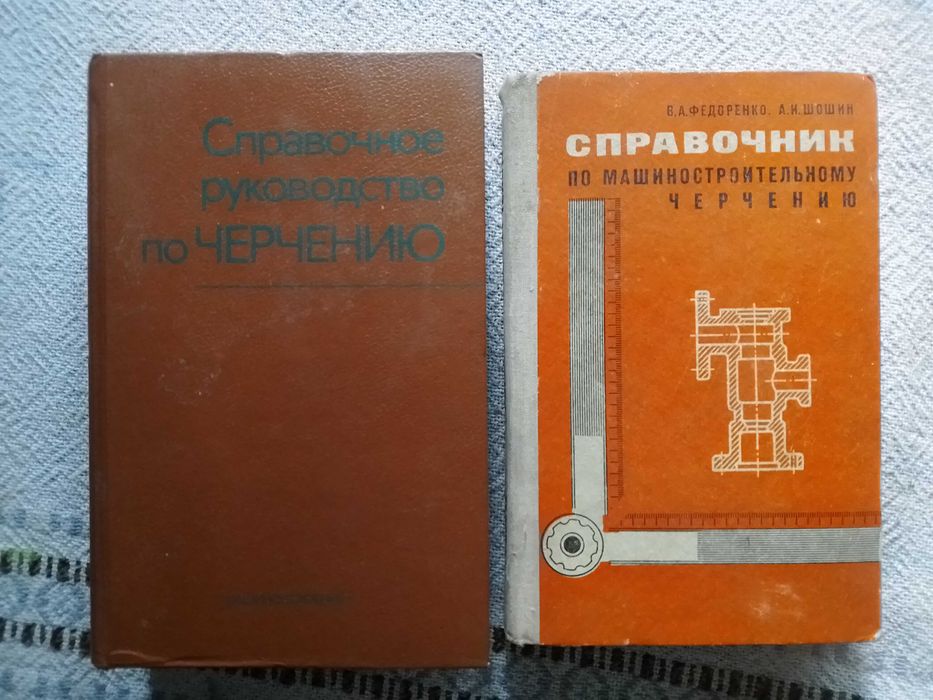 Справочное
руководство
по ЧЕРЧЕНИЮ
В.А.ФЕДОРЕНКО, А.И.ШОШИН
СПРАВОЧНИК
ПО МАШИНОСТРОИТЕЛЬНОМУ
ЧЕРЧЕНИЮ